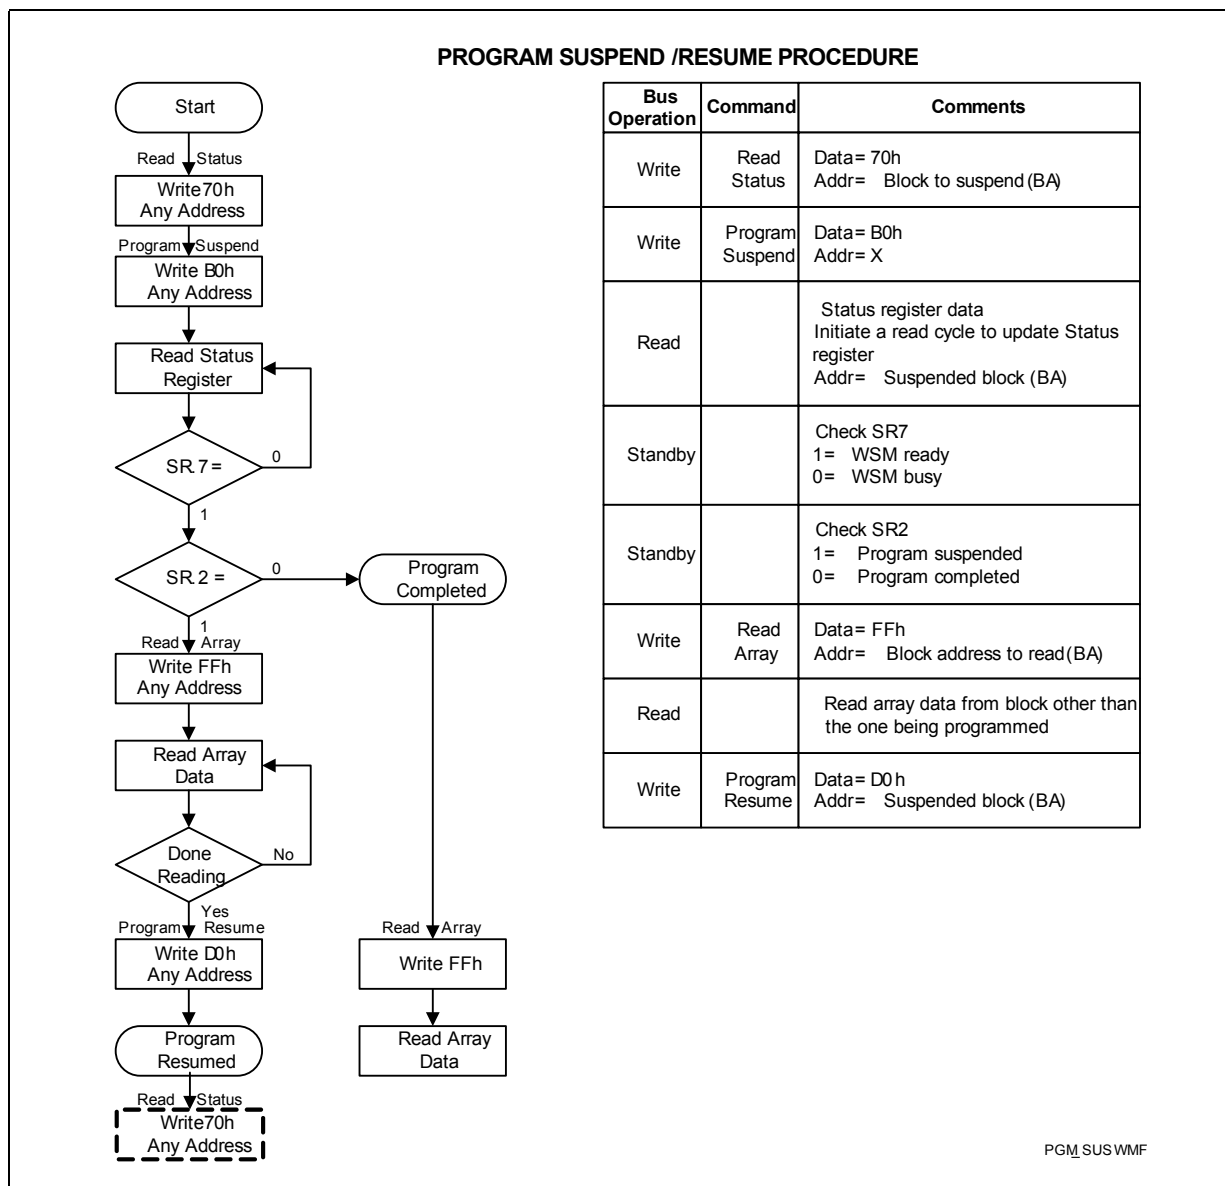 PROGRAM SUSPEND /RESUME PROCEDURE
Start
Read Status
Write70h
Any Address
Program Suspend
Write B0h
Any Address
Read Status
Register
SR.7 =
0
1
SR.2 =
0
Program
Completed
1
Read Array
Write FFh
Any Address
Read Array
Data
Done
Reading
No
Yes
Program Resume
Write D0h
Any Address
Program
Resumed
Read Status
Write70h
Any Address
Read Array
Write FFh
Read Array
Data
Bus
Operation
Command
Comments
Write
Read
Status
Data= 70h
Addr= Block to suspend (BA)
Write
Program
Suspend
Data= B0h
Addr= X
Read
Status register data
Initiate a read cycle to update Status
register
Addr= Suspended block (BA)
Standby
Check SR7
1= WSM ready
0= WSM busy
Standby
Check SR2
1= Program suspended
0= Program completed
Write
Read
Array
Data= FFh
Addr= Block address to read (BA)
Read
Read array data from block other than
the one being programmed
Write
Program
Resume
Data= D0h
Addr= Suspended block (BA)
PGM_SUSWMF